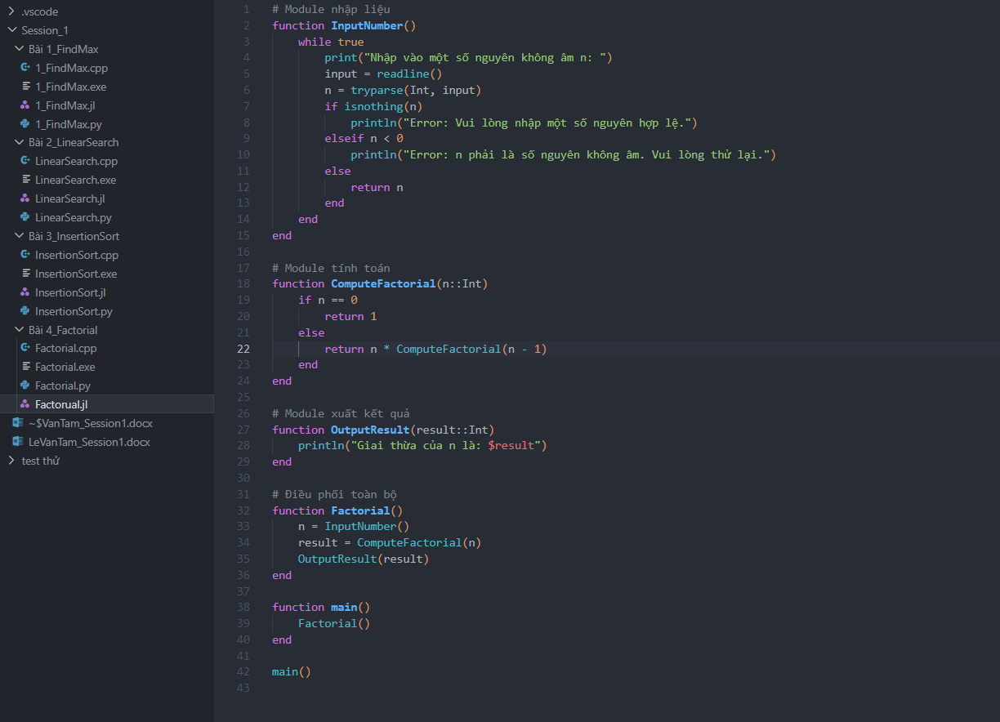 .vscode
Session_1
Bài 1_FindMax
1_FindMax.cpp
1_FindMax.exe
1_FindMax.jl
1_FindMax.py
Bài 2_LinearSearch
LinearSearch.cpp
LinearSearch.exe
LinearSearch.jl
LinearSearch.py
Bài 3_InsertionSort
InsertionSort.cpp
InsertionSort.exe
InsertionSort.jl
InsertionSort.py
Bài 4_Factorial
Factorial.cpp
Factorial.exe
Factorial.py
Factorual.jl
~$VanTam_Session1.docx
LeVanTam_Session1.docx
test thử
1 # Module nhập liệu
2 function InputNumber()
3     while true
4         print("Nhập vào một số nguyên không âm n: ")
5         input = readline()
6         n = tryparse(Int, input)
7         if isnothing(n)
8             println("Error: Vui lòng nhập một số nguyên hợp lệ.")
9         elseif n < 0
10             println("Error: n phải là số nguyên không âm. Vui lòng thử lại.")
11         else
12             return n
13         end
14     end
15 end
16
17 # Module tính toán
18 function ComputeFactorial(n::Int)
19     if n == 0
20         return 1
21     else
22         return n * ComputeFactorial(n - 1)
23     end
24 end
25
26 # Module xuất kết quả
27 function OutputResult(result::Int)
28     println("Giai thừa của n là: $result")
29 end
30
31 # Điều phối toàn bộ
32 function Factorial()
33     n = InputNumber()
34     result = ComputeFactorial(n)
35     OutputResult(result)
36 end
37
38 function main()
39     Factorial()
40 end
41
42 main()
43